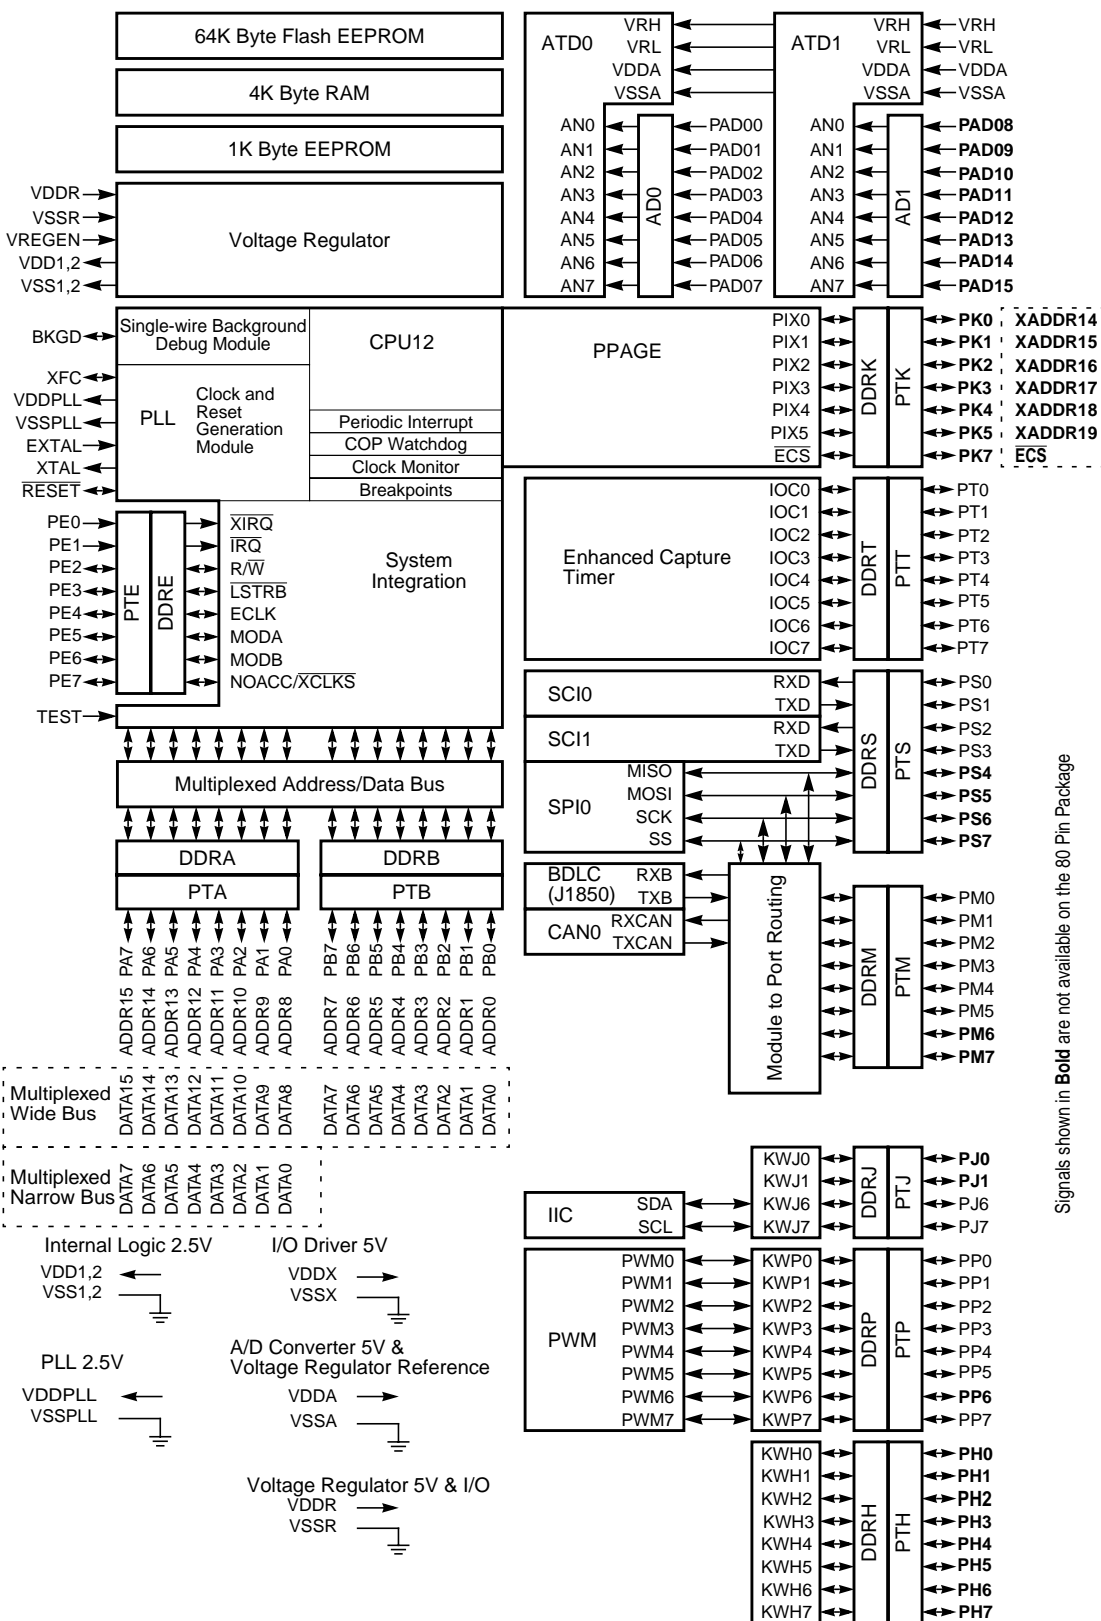 64K Byte Flash EEPROM
4K Byte RAM
1K Byte EEPROM
VDDR
VSSR
VREGEN
VDD1,2
VSS1,2
Voltage Regulator
ATD0
VRH
VRL
VDDA
VSSA
AN0
AN1
AN2
AN3
AN4
AN5
AN6
AN7
AD0
PAD00
PAD01
PAD02
PAD03
PAD04
PAD05
PAD06
PAD07
ATD1
VRH
VRL
VDDA
VSSA
AN0
AN1
AN2
AN3
AN4
AN5
AN6
AN7
AD1
VRH
VRL
VDDA
VSSA
PAD08
PAD09
PAD10
PAD11
PAD12
PAD13
PAD14
PAD15
BKGD
XFC
VDDPLL
VSSPLL
EXTAL
XTAL
RESET
Single-wire Background
Debug Module
CPU12
PLL
Clock and
Reset
Generation
Module
Periodic Interrupt
COP Watchdog
Clock Monitor
Breakpoints
PPAGE
PIX0
PIX1
PIX2
PIX3
PIX4
PIX5
ECS
DDRK
PTK
PK0 XADDR14
PK1 XADDR15
PK2 XADDR16
PK3 XADDR17
PK4 XADDR18
PK5 XADDR19
PK7 ECS
PE0
PE1
PE2
PE3
PE4
PE5
PE6
PE7
TEST
PTE
DDRE
XIRQ
IRQ
R/W
LSTRB
ECLK
MODA
MODB
NOACC/XCLKS
System
Integration
Enhanced Capture
Timer
IOC0
IOC1
IOC2
IOC3
IOC4
IOC5
IOC6
IOC7
DDRT
PTT
PT0
PT1
PT2
PT3
PT4
PT5
PT6
PT7
SCI0
RXD
TXD
SCI1
RXD
TXD
SPI0
MISO
MOSI
SCK
SS
DDRS
PTS
PS0
PS1
PS2
PS3
PS4
PS5
PS6
PS7
Multiplexed Address/Data Bus
DDRA
PTA
DDRB
PTB
PA7 PA6 PA5 PA4 PA3 PA2 PA1 PA0
PB7 PB6 PB5 PB4 PB3 PB2 PB1 PB0
ADDR15 ADDR14 ADDR13 ADDR12 ADDR11 ADDR10 ADDR9 ADDR8
ADDR7 ADDR6 ADDR5 ADDR4 ADDR3 ADDR2 ADDR1 ADDR0
Multiplexed
Wide Bus
DATA15 DATA14 DATA13 DATA12 DATA11 DATA10 DATA9 DATA8
DATA7 DATA6 DATA5 DATA4 DATA3 DATA2 DATA1 DATA0
Multiplexed
Narrow Bus
DATA7 DATA6 DATA5 DATA4 DATA3 DATA2 DATA1 DATA0
BDLC
(J1850)
RXB
TXB
CAN0
RXCAN
TXCAN
Module to Port Routing
DDRM
PTM
PM0
PM1
PM2
PM3
PM4
PM5
PM6
PM7
Signals shown in Bold are not available on the 80 Pin Package
IIC
SDA
SCL
KWJ0
KWJ1
KWJ6
KWJ7
DDRJ
PTJ
PJ0
PJ1
PJ6
PJ7
PWM
PWM0
PWM1
PWM2
PWM3
PWM4
PWM5
PWM6
PWM7
KWP0
KWP1
KWP2
KWP3
KWP4
KWP5
KWP6
KWP7
DDRP
PTP
PP0
PP1
PP2
PP3
PP4
PP5
PP6
PP7
KWH0
KWH1
KWH2
KWH3
KWH4
KWH5
KWH6
KWH7
DDRH
PTH
PH0
PH1
PH2
PH3
PH4
PH5
PH6
PH7
Internal Logic 2.5V
VDD1,2
VSS1,2
I/O Driver 5V
VDDX
VSSX
PLL 2.5V
VDDPLL
VSSPLL
A/D Converter 5V &
Voltage Regulator Reference
VDDA
VSSA
Voltage Regulator 5V & I/O
VDDR
VSSR